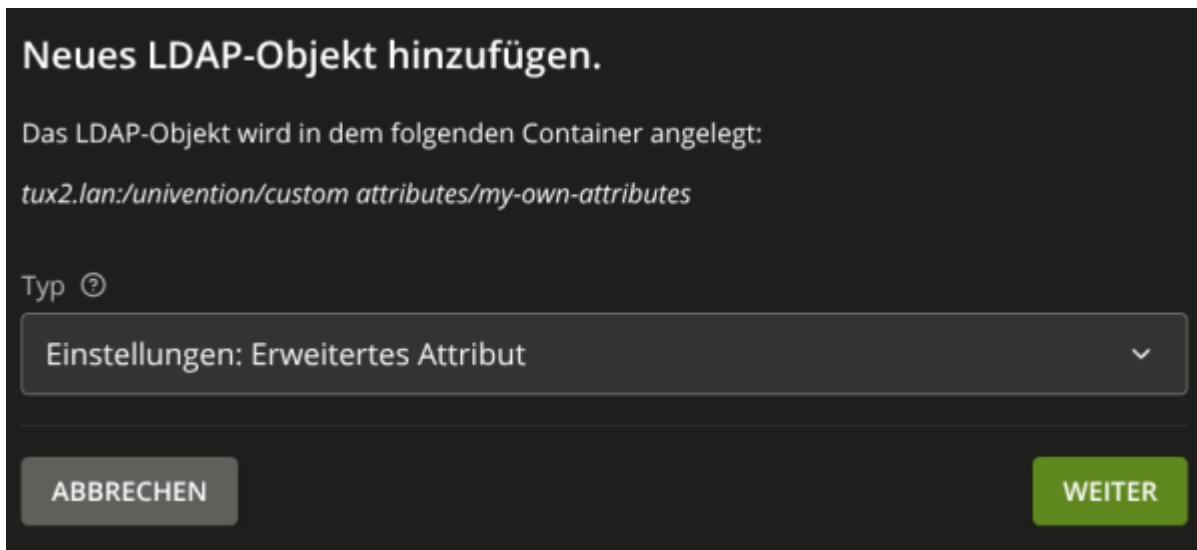 Neues LDAP-Objekt hinzufügen.
Das LDAP-Objekt wird in dem folgenden Container angelegt:
tux2.lan:/univention/custom attributes/my-own-attributes
Typ
Einstellungen: Erweitertes Attribut
ABBRECHEN
WEITER